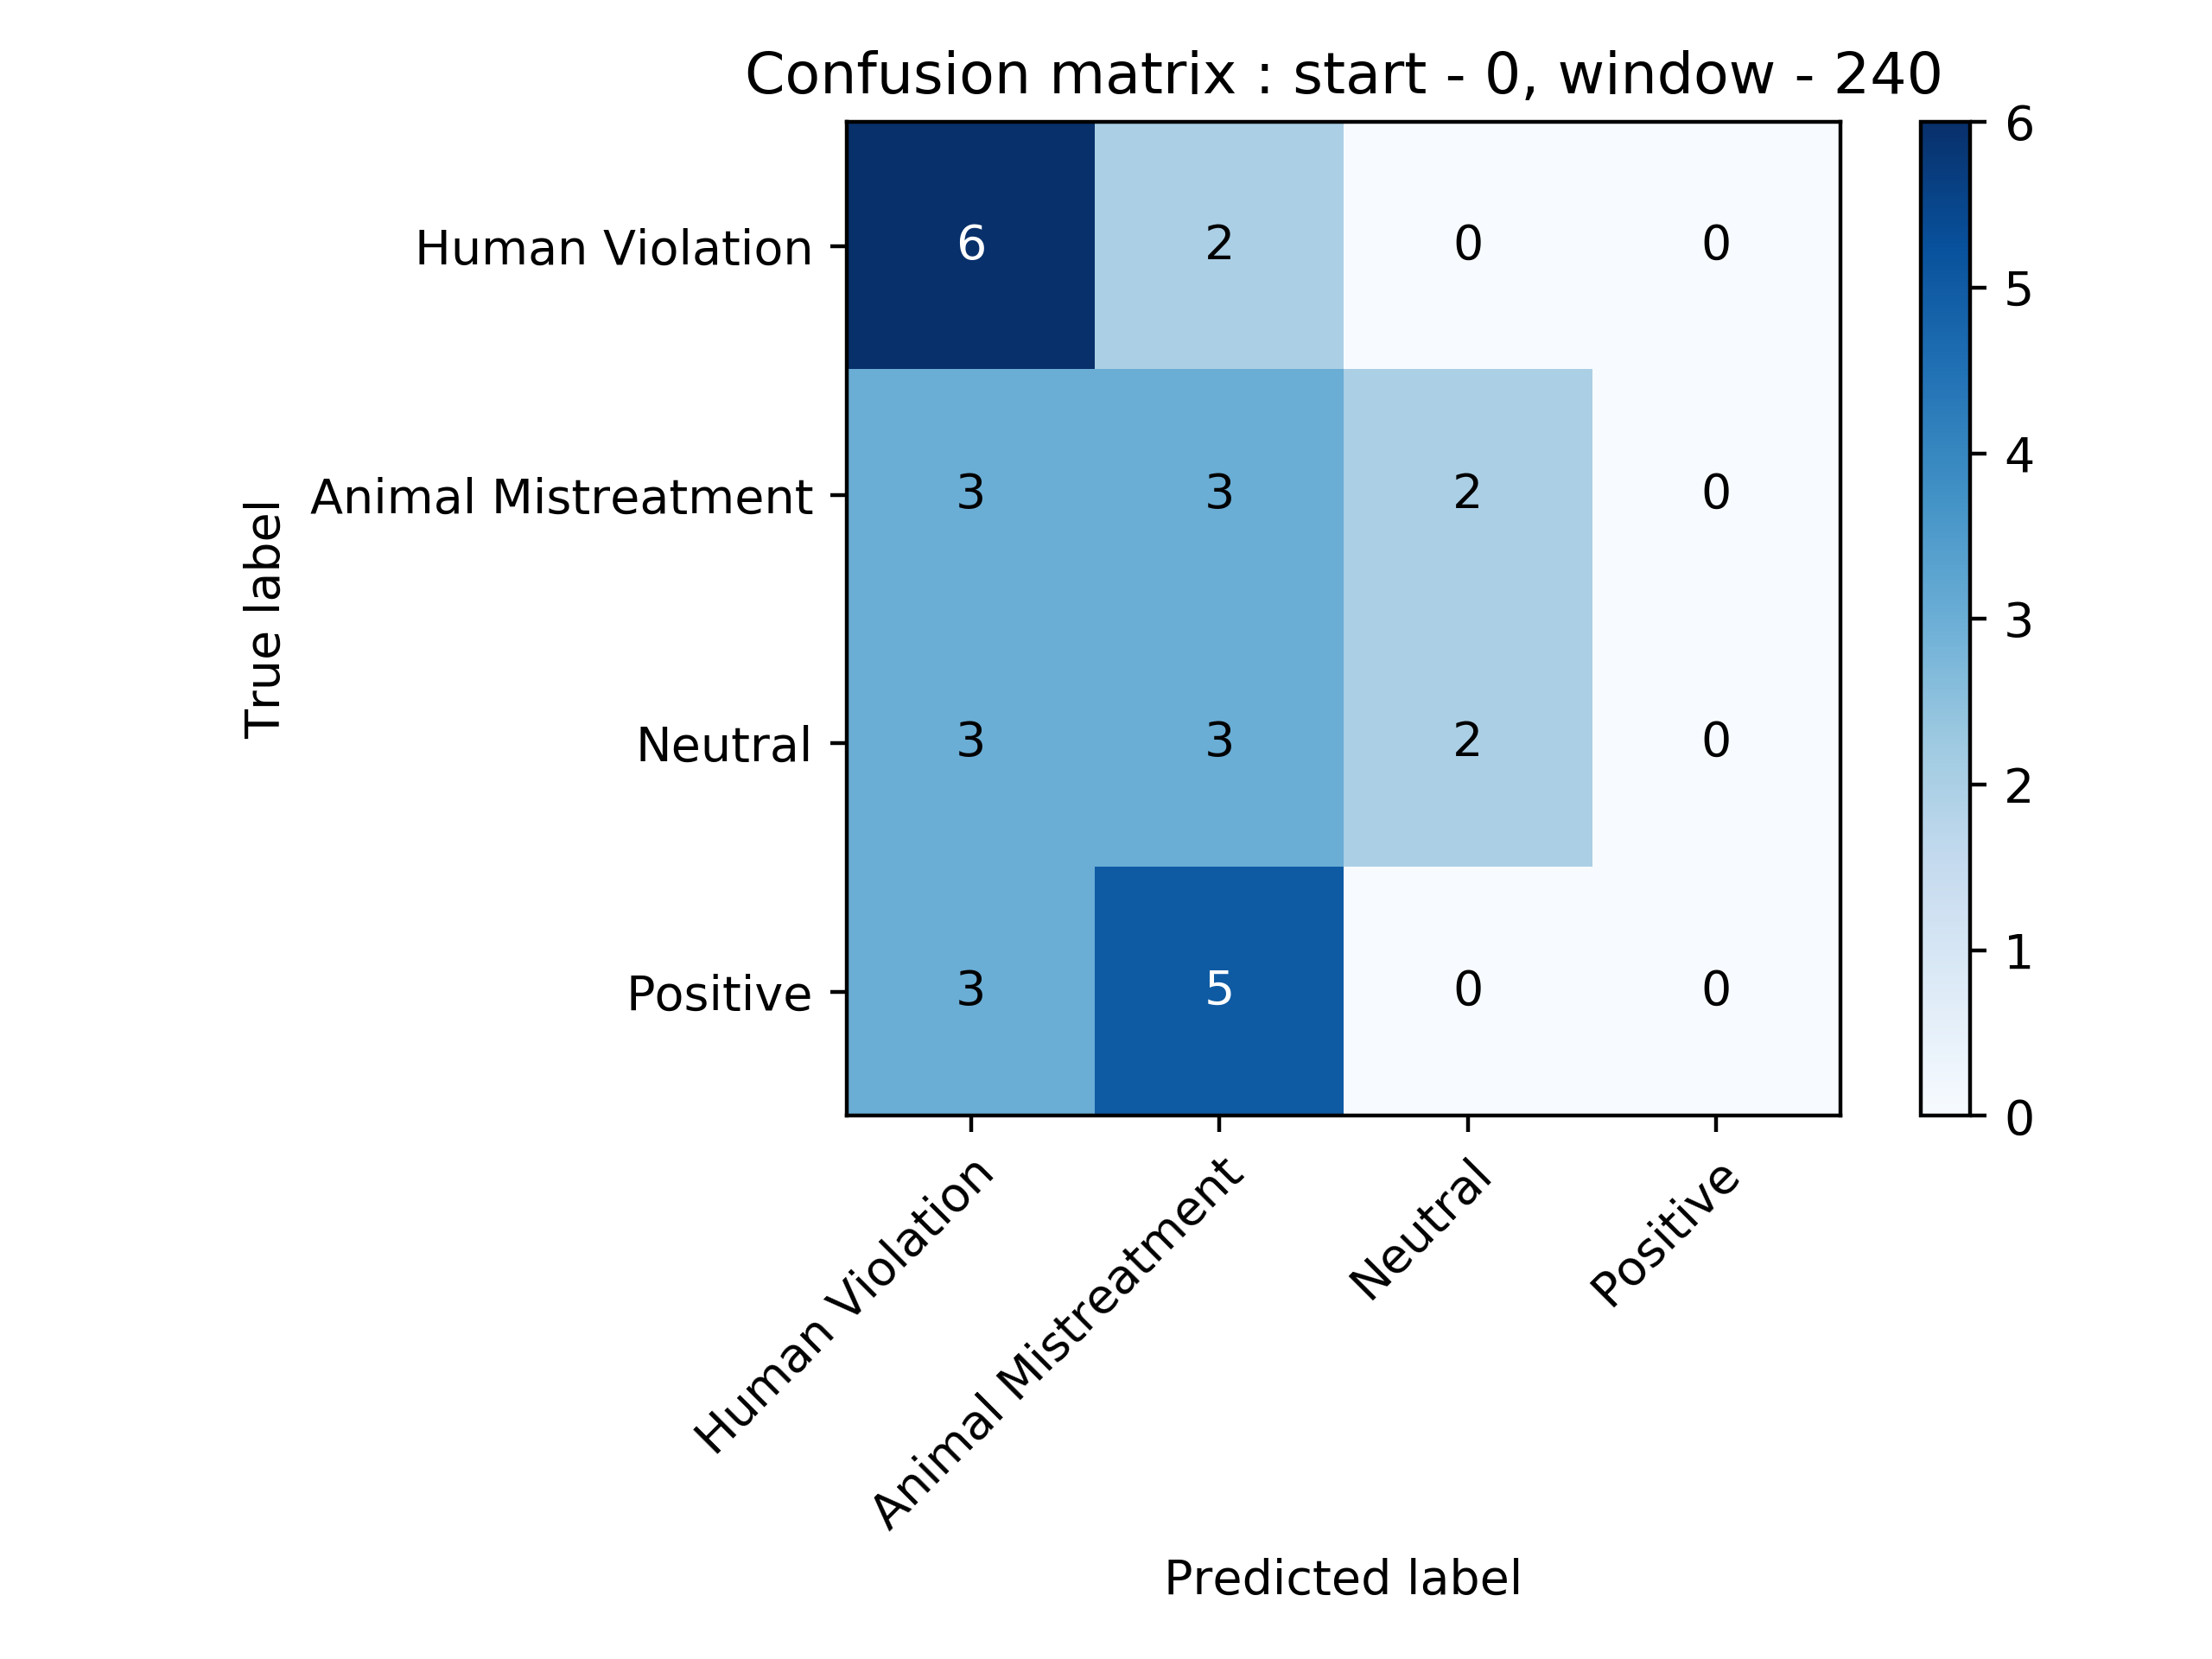 Confusion matrix : start - 0, window - 240
6
Human Violation 6 2 0 0
5
4
Animal Mistreatment 3 3 2 0
True label
3
Neutral 3 3 2 0
2
1
Positive 3 5 0 0
0
Human Violation
Animal Mistreatment
Neutral
Positive
Predicted label